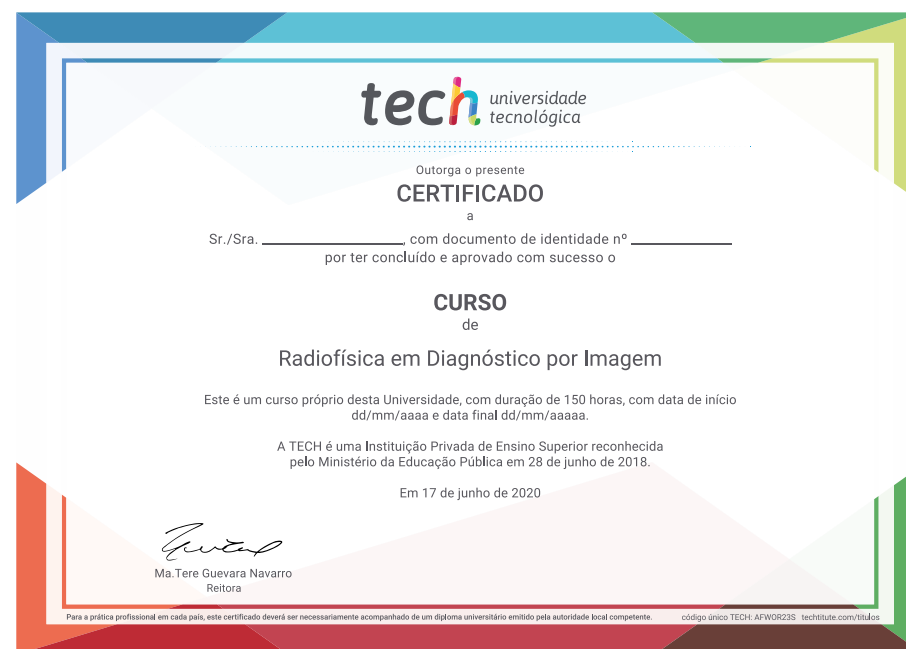 tech universidade
tecnológica
Outorga o presente
CERTIFICADO
a
Sr./Sra. ________________, com documento de identidade nº ____________
por ter concluído e aprovado com sucesso o
CURSO
de
Radiofísica em Diagnóstico por Imagem
Este é um curso próprio desta Universidade, com duração de 150 horas, com data de início
dd/mm/aaaa e data final dd/mm/aaaaa.
A TECH é uma Instituição Privada de Ensino Superior reconhecida
pelo Ministério da Educação Pública em 28 de junho de 2018.
Em 17 de junho de 2020
Ma.Tere Guevara Navarro
Reitora
Para a prática profissional em cada país, este certificado deverá ser necessariamente acompanhado de um diploma universitário emitido pela autoridade local competente. código único TECH: AFWOR23S techtitute.com/titulos